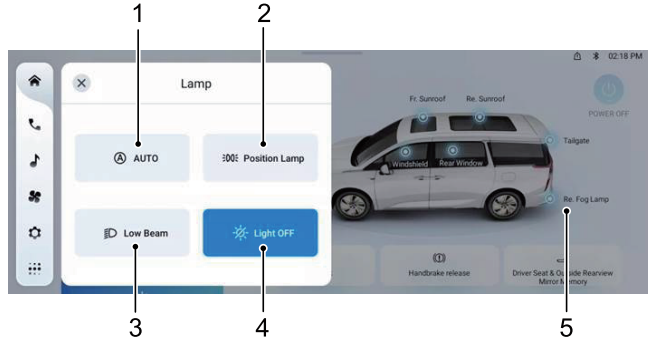 1
2
02:18 PM
Lamp
Fr. Sunroof
Re. Sunroof
POWER OFF
AUTO
Position Lamp
Windshield
Rear Window
Tailgate
Re. Fog Lamp
Low Beam
Light OFF
Handbrake release
Driver Seat & Outside Rearview
Mirror Memory
3
4
5